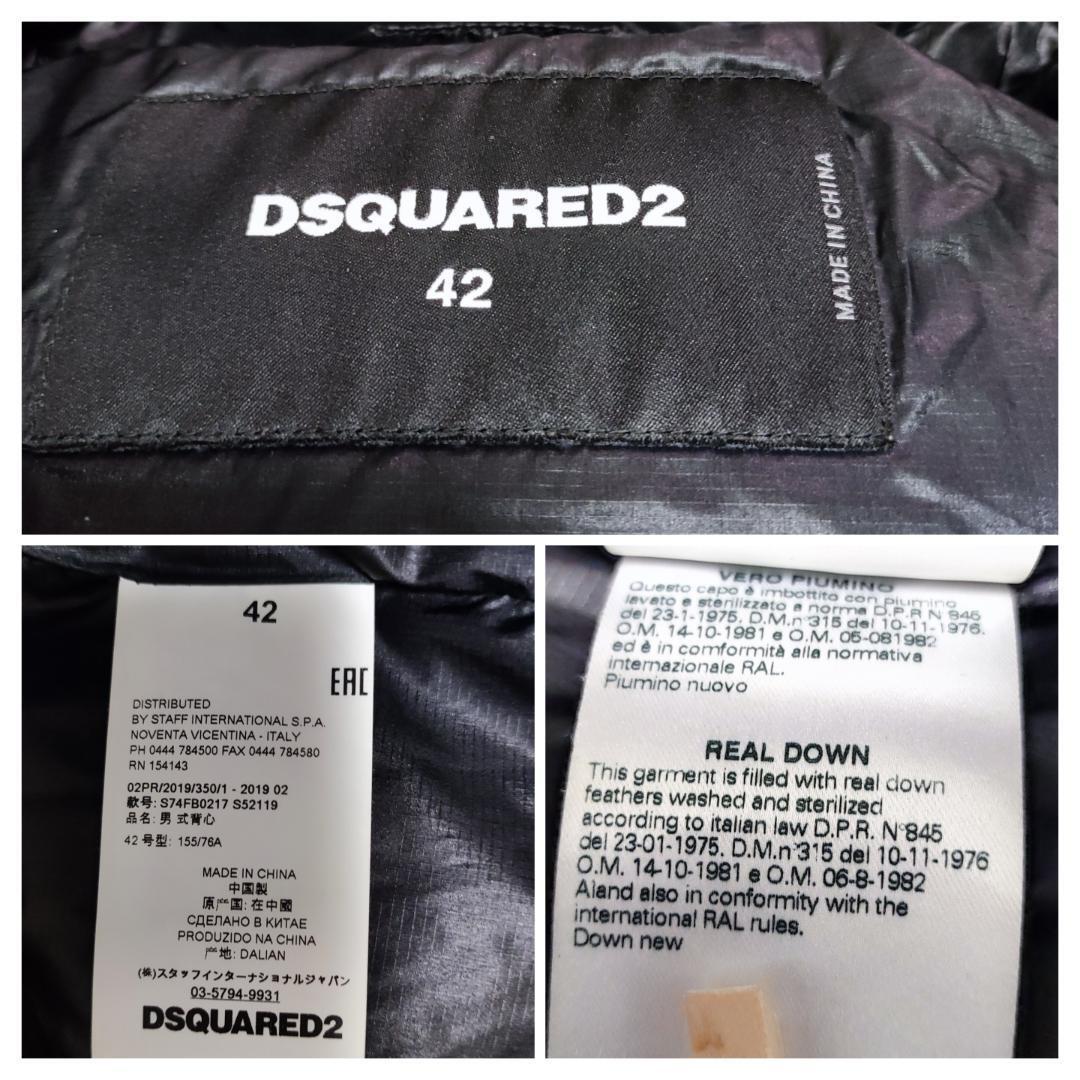 DSQUARED2
42
MADE IN CHINA
42
EAC
DISTRIBUTED
BY STAFF INTERNATIONAL S.P.A.
NOVENTA VICENTINA - ITALY
PH 0444 784500 FAX 0444 784580
RN 154143
02PR/2019/350/1 - 2019 02
款号: S74FB0217 S52119
品名: 男 式背心
42 号型: 155/76A
MADE IN CHINA
中国製
原产国: 在中國
СДЕЛАНО В КИТАЕ
PRODUZIDO NA CHINA
产地: DALIAN
(株)スタッフインターナショナルジャパン
03-5794-9931
DSQUARED2
VERO PIUMINO
Questo capo è imbottito con piumino
lavato e sterilizzato a norma D.P.R N 845
del 23-1-1975. D.M.n°315 del 10-11-1976.
O.M. 14-10-1981 e O.M. 05-081982
ed è in comformità alla normativa
internazionale RAL.
Piumino nuovo
REAL DOWN
This garment is filled with real down
feathers washed and sterilized
according to italian law D.P.R. N°845
del 23-01-1975. D.M.n°315 del 10-11-1976
O.M. 14-10-1981 e O.M. 06-8-1982
Aland also in conformity with the
international RAL rules.
Down new